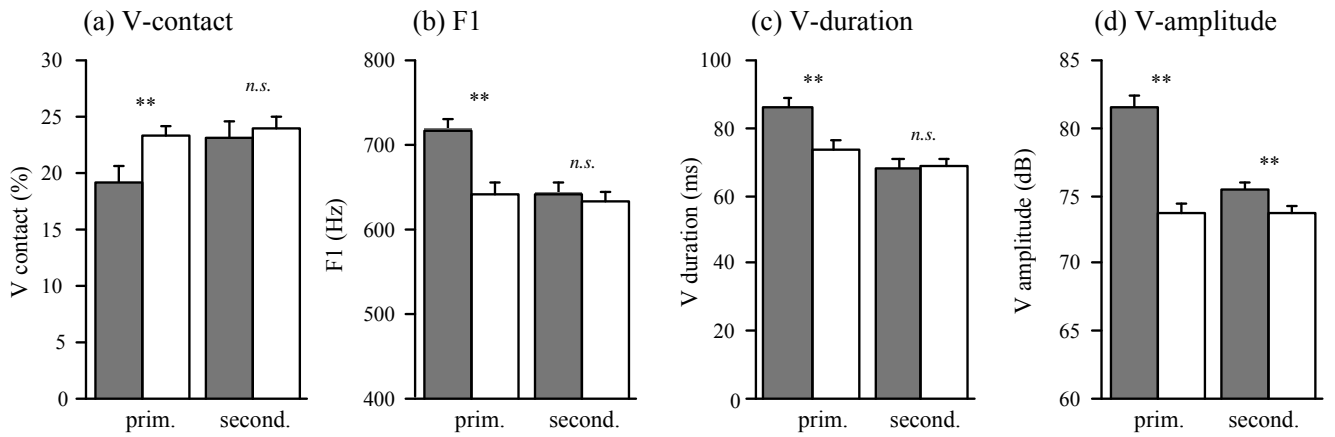 (a) V-contact
V contact (%)
30
25
20
15
10
5
0
**
n.s.
prim.
second.
(b) F1
F1 (Hz)
800
700
600
500
400
**
n.s.
prim.
second.
(c) V-duration
V duration (ms)
100
80
60
40
20
0
**
n.s.
prim.
second.
(d) V-amplitude
V amplitude (dB)
85
80
75
70
65
60
**
**
prim.
second.